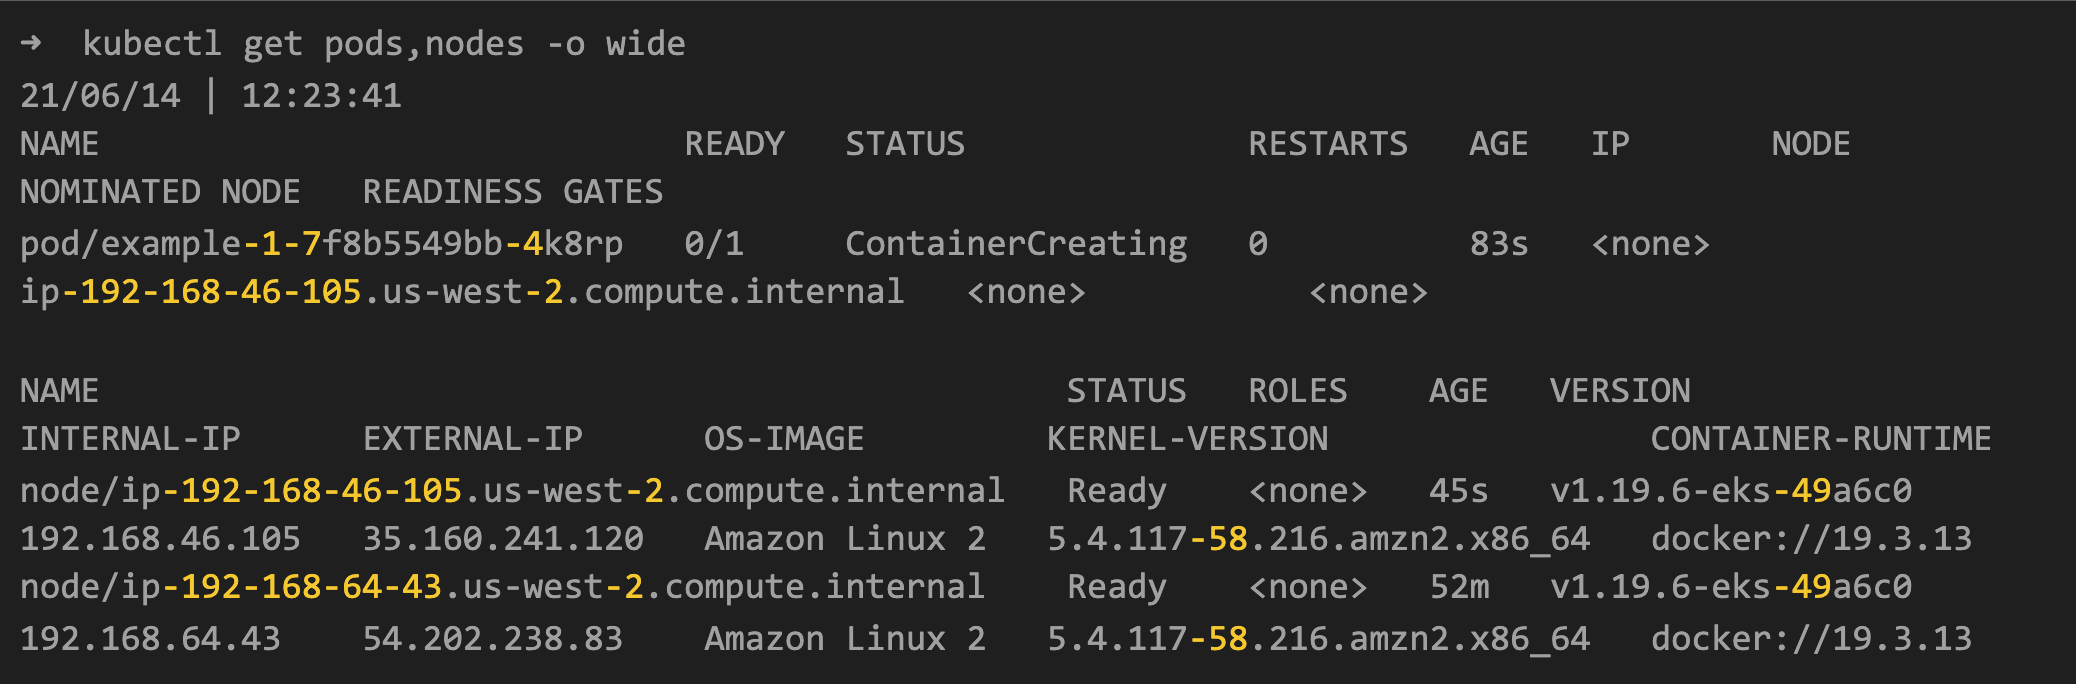 ➜  kubectl get pods,nodes -o wide
21/06/14 | 12:23:41
NAME                             READY   STATUS              RESTARTS   AGE   IP       NODE
NOMINATED NODE   READINESS GATES
pod/example-1-7f8b5549bb-4k8rp   0/1     ContainerCreating   0          83s   <none>
ip-192-168-46-105.us-west-2.compute.internal   <none>           <none>

NAME                                                STATUS   ROLES    AGE   VERSION
INTERNAL-IP      EXTERNAL-IP      OS-IMAGE         KERNEL-VERSION                CONTAINER-RUNTIME
node/ip-192-168-46-105.us-west-2.compute.internal   Ready    <none>   45s   v1.19.6-eks-49a6c0
192.168.46.105   35.160.241.120   Amazon Linux 2   5.4.117-58.216.amzn2.x86_64   docker://19.3.13
node/ip-192-168-64-43.us-west-2.compute.internal    Ready    <none>   52m   v1.19.6-eks-49a6c0
192.168.64.43    54.202.238.83    Amazon Linux 2   5.4.117-58.216.amzn2.x86_64   docker://19.3.13